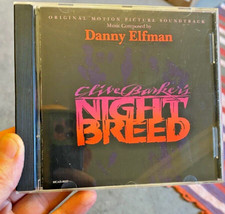 ORIGINAL MOTION PICTURE SOUNDTRACK
Music Composed by
Danny Elfman
Clive Barker's
NIGHT
BREED